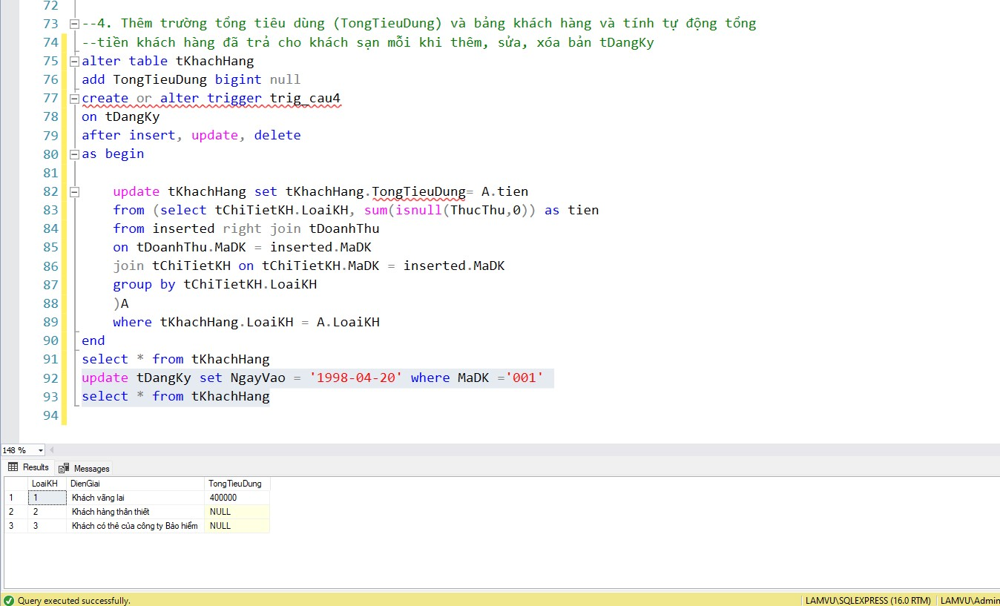 72
73 --4. Thêm trường tổng tiêu dùng (TongTieuDung) và bảng khách hàng và tính tự động tổng
74 --tiền khách hàng đã trả cho khách sạn mỗi khi thêm, sửa, xóa bản tDangKy
75 alter table tKhachHang
76 add TongTieuDung bigint null
77 create or alter trigger trig_cau4
78 on tDangKy
79 after insert, update, delete
80 as begin
81
82 update tKhachHang set tKhachHang.TongTieuDung= A.tien
83 from (select tChiTietKH.LoaiKH, sum(isnull(ThucThu,0)) as tien
84 from inserted right join tDoanhThu
85 on tDoanhThu.MaDK = inserted.MaDK
86 join tChiTietKH on tChiTietKH.MaDK = inserted.MaDK
87 group by tChiTietKH.LoaiKH
88 )A
89 where tKhachHang.LoaiKH = A.LoaiKH
90 end
91 select * from tKhachHang
92 update tDangKy set NgayVao = '1998-04-20' where MaDK ='001'
93 select * from tKhachHang
94
148 %
Results Messages
LoaiKH DienGiai TongTieuDung
1 1 Khách vãng lai 400000
2 2 Khách hàng thân thiết NULL
3 3 Khách có thẻ của công ty Bảo hiểm NULL
Query executed successfully. LAMVU\SQLEXPRESS (16.0 RTM) LAMVU\Admin